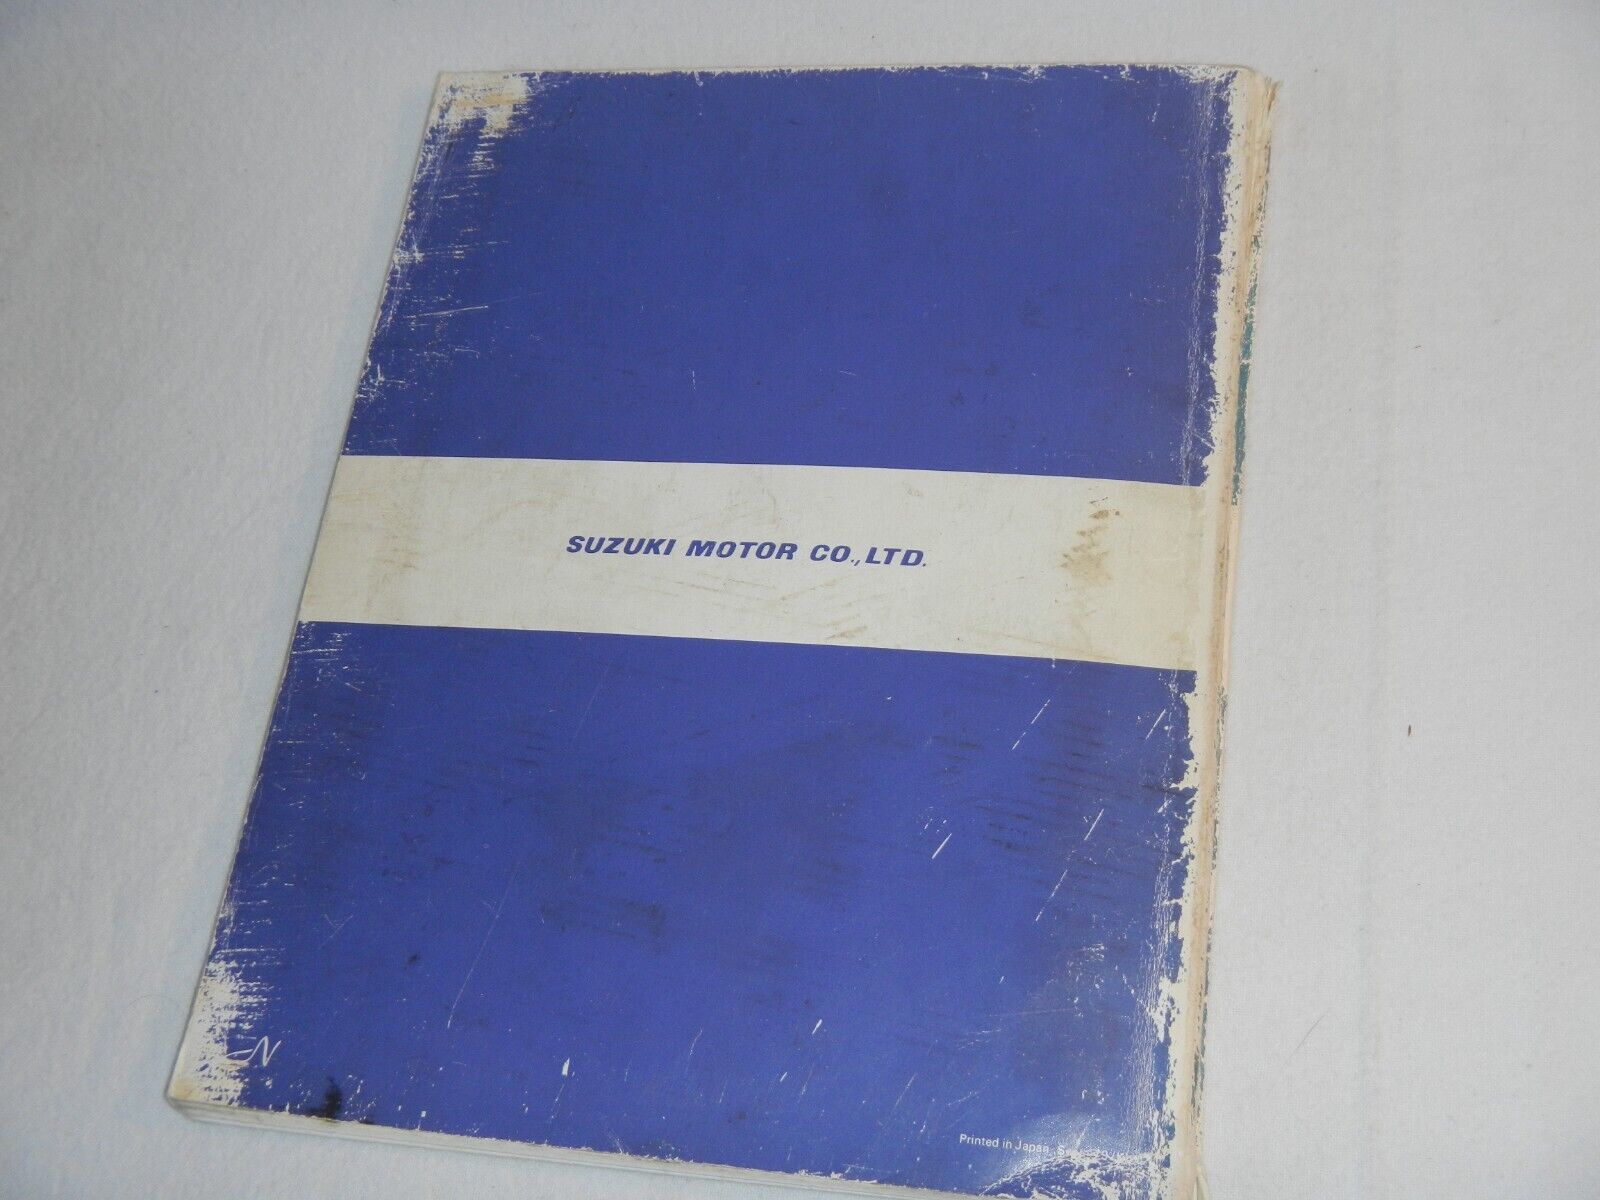 SUZUKI MOTOR CO.,LTD.
N
Printed in Japan